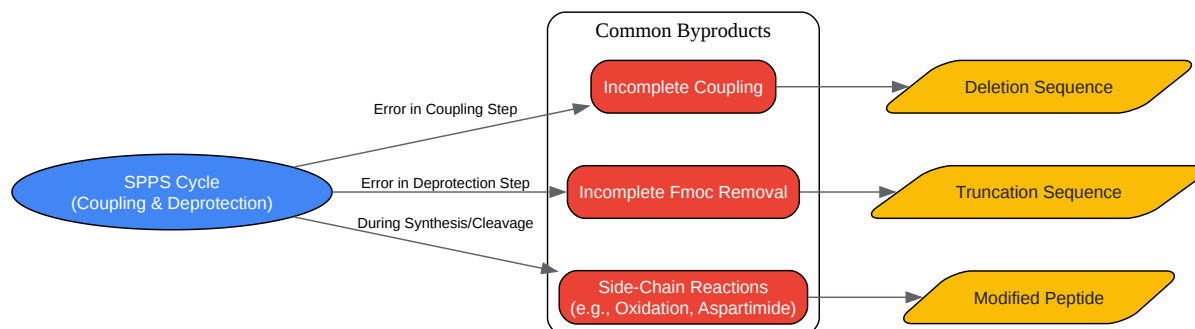 Common Byproducts
SPPS Cycle
(Coupling & Deprotection)
Error in Coupling Step
Incomplete Coupling
Deletion Sequence
Error in Deprotection Step
Incomplete Fmoc Removal
Truncation Sequence
During Synthesis/Cleavage
Side-Chain Reactions
(e.g., Oxidation, Aspartimide)
Modified Peptide